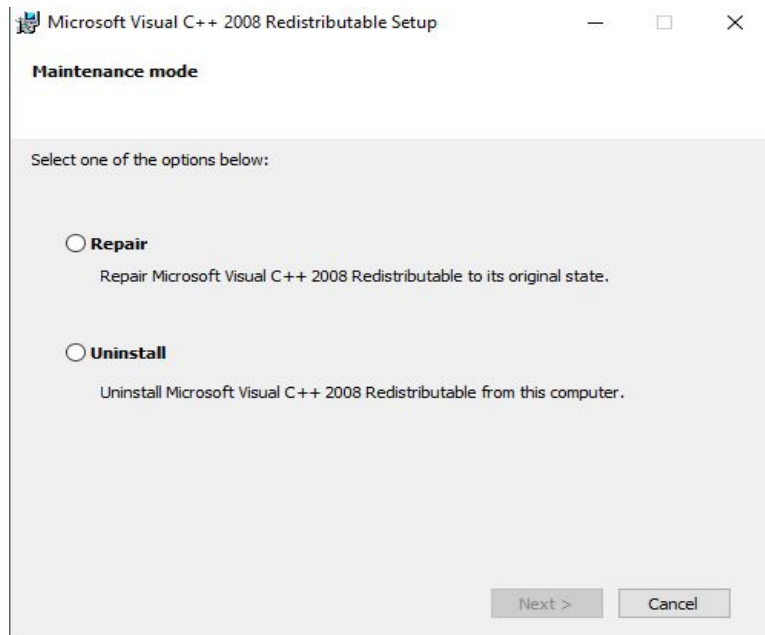 Microsoft Visual C++ 2008 Redistributable Setup
Maintenance mode
Select one of the options below:
Repair
Repair Microsoft Visual C++ 2008 Redistributable to its original state.
Uninstall
Uninstall Microsoft Visual C++ 2008 Redistributable from this computer.
Next > Cancel